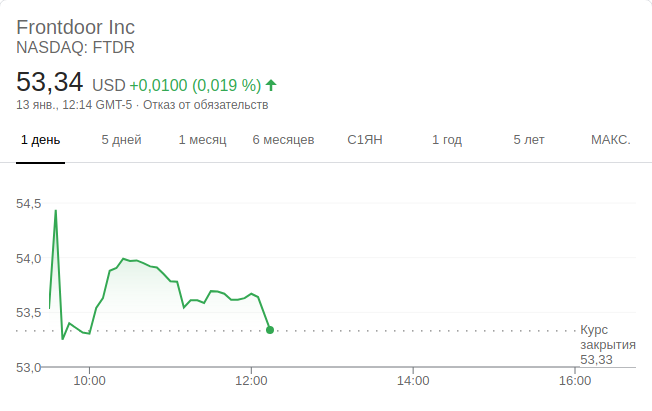 Frontdoor Inc
NASDAQ: FTDR
53,34 USD +0,0100 (0,019 %)
13 янв., 12:14 GMT-5 · Отказ от обязательств
1 день 5 дней 1 месяц 6 месяцев С1ЯН 1 год 5 лет МАКС.
54,5
54,0
53,5
Курс
закрытия
53,33
53,0
10:00 12:00 14:00 16:00